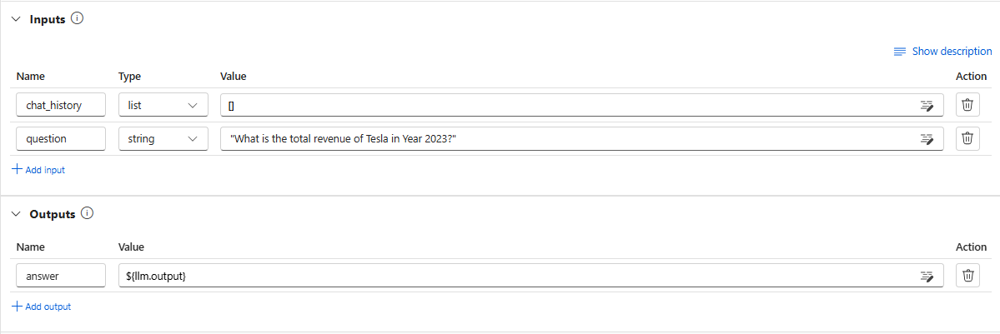 Inputs
Show description
Name Type Value Action
chat_history list []
question string "What is the total revenue of Tesla in Year 2023?"
Add input
Outputs
Name Value Action
answer ${llm.output}
Add output